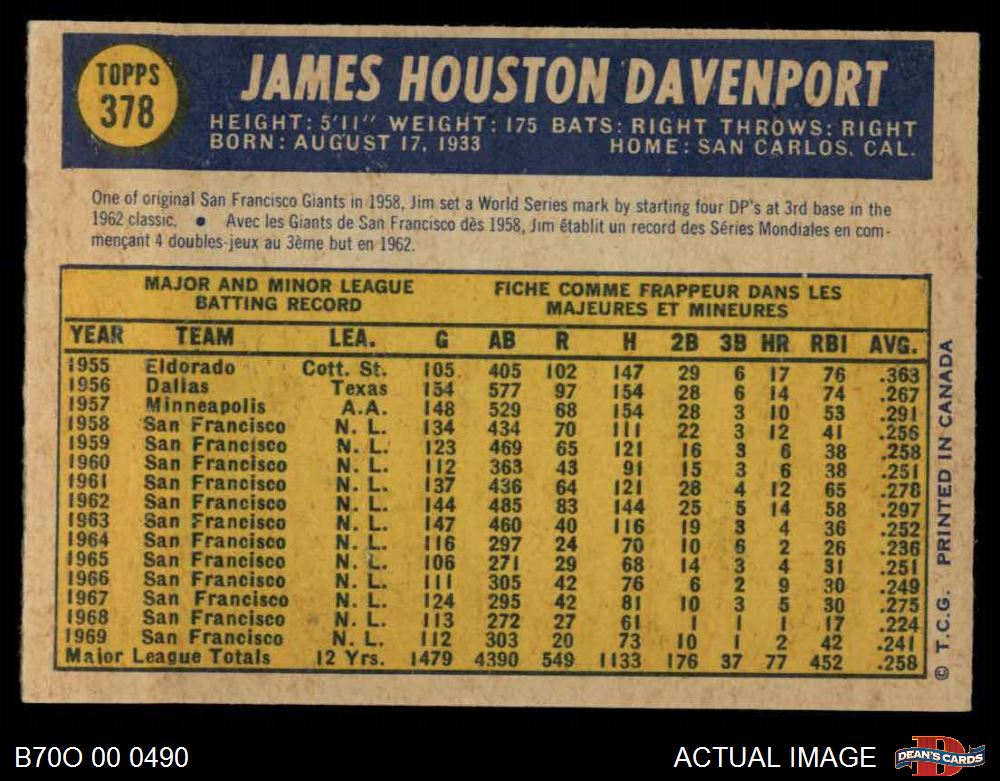 TOPPS
378
JAMES HOUSTON DAVENPORT
HEIGHT: 5'11" WEIGHT: 175 BATS: RIGHT THROWS: RIGHT
BORN: AUGUST 17, 1933 HOME: SAN CARLOS, CAL.
One of original San Francisco Giants in 1958, Jim set a World Series mark by starting four DP's at 3rd base in the
1962 classic. ● Avec les Giants de San Francisco dès 1958, Jim établit un record des Séries Mondiales en com-
mençant 4 doubles-jeux au 3ème but en 1962.
MAJOR AND MINOR LEAGUE
BATTING RECORD
FICHE COMME FRAPPEUR DANS LES
MAJEURES ET MINEURES
YEAR TEAM LEA. G AB R H 2B 3B HR RBI AVG.
1955 Eldorado Cott. St. 105 405 102 147 29 6 17 76 .363
1956 Dallas Texas 154 577 97 154 28 6 14 74 .267
1957 Minneapolis A.A. 148 529 68 154 28 3 10 53 .291
1958 San Francisco N. L. 134 434 70 111 22 3 12 41 .256
1959 San Francisco N. L. 123 469 65 121 16 3 6 38 .258
1960 San Francisco N. L. 112 363 43 91 15 3 6 38 .251
1961 San Francisco N. L. 137 436 64 121 28 4 12 65 .278
1962 San Francisco N. L. 144 485 83 144 25 5 14 58 .297
1963 San Francisco N. L. 147 460 40 116 19 3 4 36 .252
1964 San Francisco N. L. 116 297 24 70 10 6 2 26 .236
1965 San Francisco N. L. 106 271 29 68 14 3 4 31 .251
1966 San Francisco N. L. 111 305 42 76 6 2 9 30 .249
1967 San Francisco N. L. 124 295 42 81 10 3 5 30 .275
1968 San Francisco N. L. 113 272 27 61 1 1 1 17 .224
1969 San Francisco N. L. 112 303 20 73 10 1 2 42 .241
Major League Totals 12 Yrs. 1479 4390 549 1133 176 37 77 452 .258
© T.C.G. PRINTED IN CANADA
B70O 00 0490
ACTUAL IMAGE
D
DEAN'S CARDS